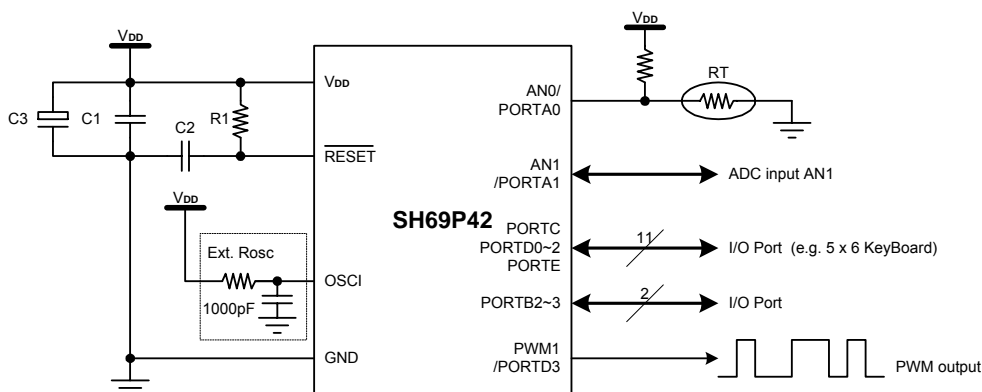 VDD
VDD
C3
C1
C2
R1
VDD
RESET
VDD
Ext. Rosc
1000pF
OSCI
GND
SH69P42
AN0/
PORTA0
RT
AN1
/PORTA1
ADC input AN1
PORTC
PORTD0~2
PORTE
11
I/O Port (e.g. 5 x 6 KeyBoard)
PORTB2~3
2
I/O Port
PWM1
/PORTD3
PWM output